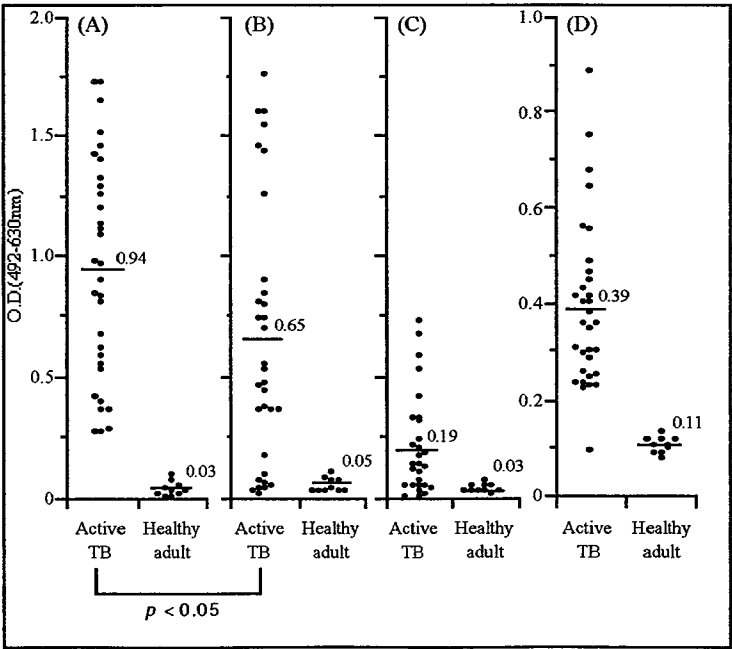 2.0 (A) (B) (C) 1.0 (D)
1.5 0.8
O.D.(492-630nm)
0.6
1.0 0.94
0.65 0.4 0.39
0.5
0.19 0.2 0.11
0.03 0.05 0.03
0 0
Active Healthy Active Healthy Active Healthy Active Healthy
TB adult TB adult TB adult TB adult
p < 0.05